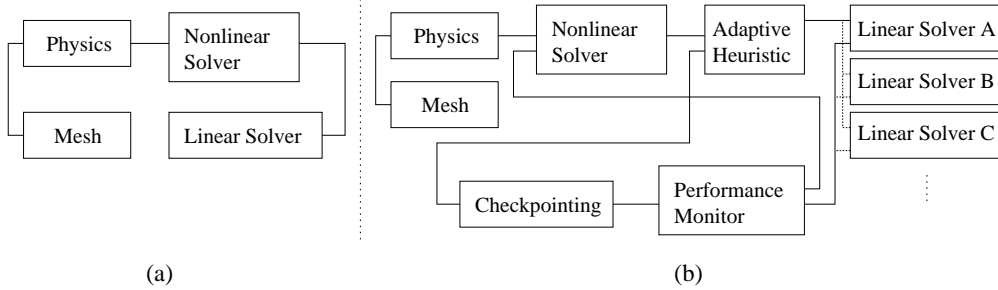 Physics
Nonlinear
Solver
Mesh
Linear Solver
(a)
Physics
Nonlinear
Solver
Adaptive
Heuristic
Linear Solver A
Mesh
Linear Solver B
Linear Solver C
Checkpointing
Performance
Monitor
(b)